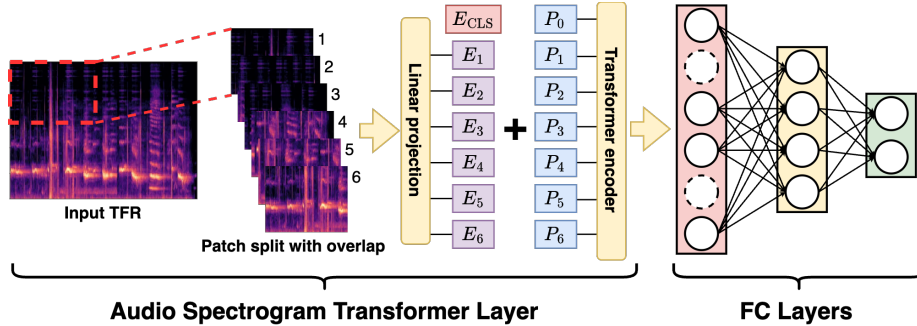 Input TFR
1
2
3
4
5
6
Patch split with overlap
Linear projection
E_CLS
E_1
E_2
E_3
E_4
E_5
E_6
+
P_0
P_1
P_2
P_3
P_4
P_5
P_6
Transformer encoder
Audio Spectrogram Transformer Layer
FC Layers